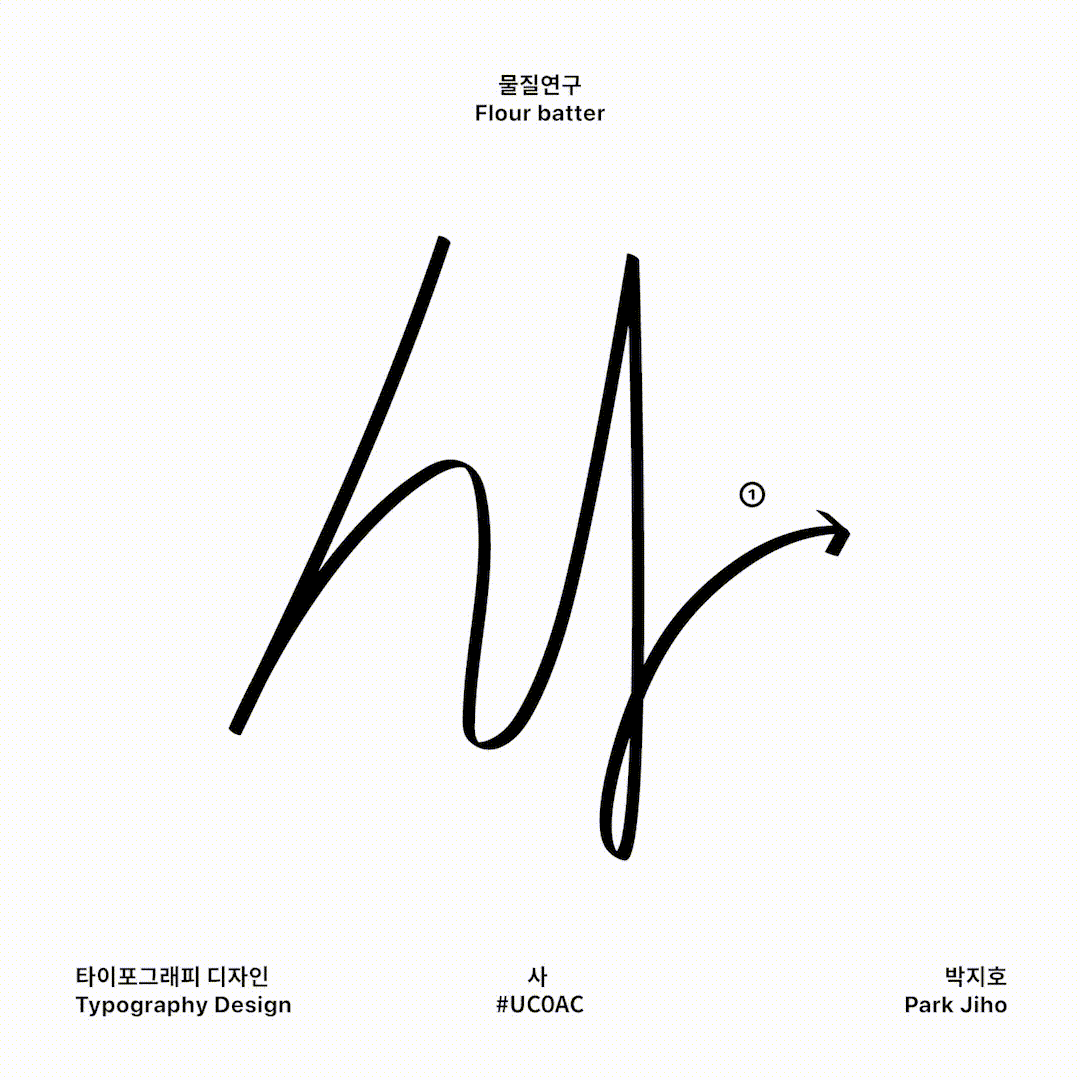 물질연구
Flour batter
사
①
타이포그래피 디자인
Typography Design
사
#UC0AC
박지호
Park Jiho